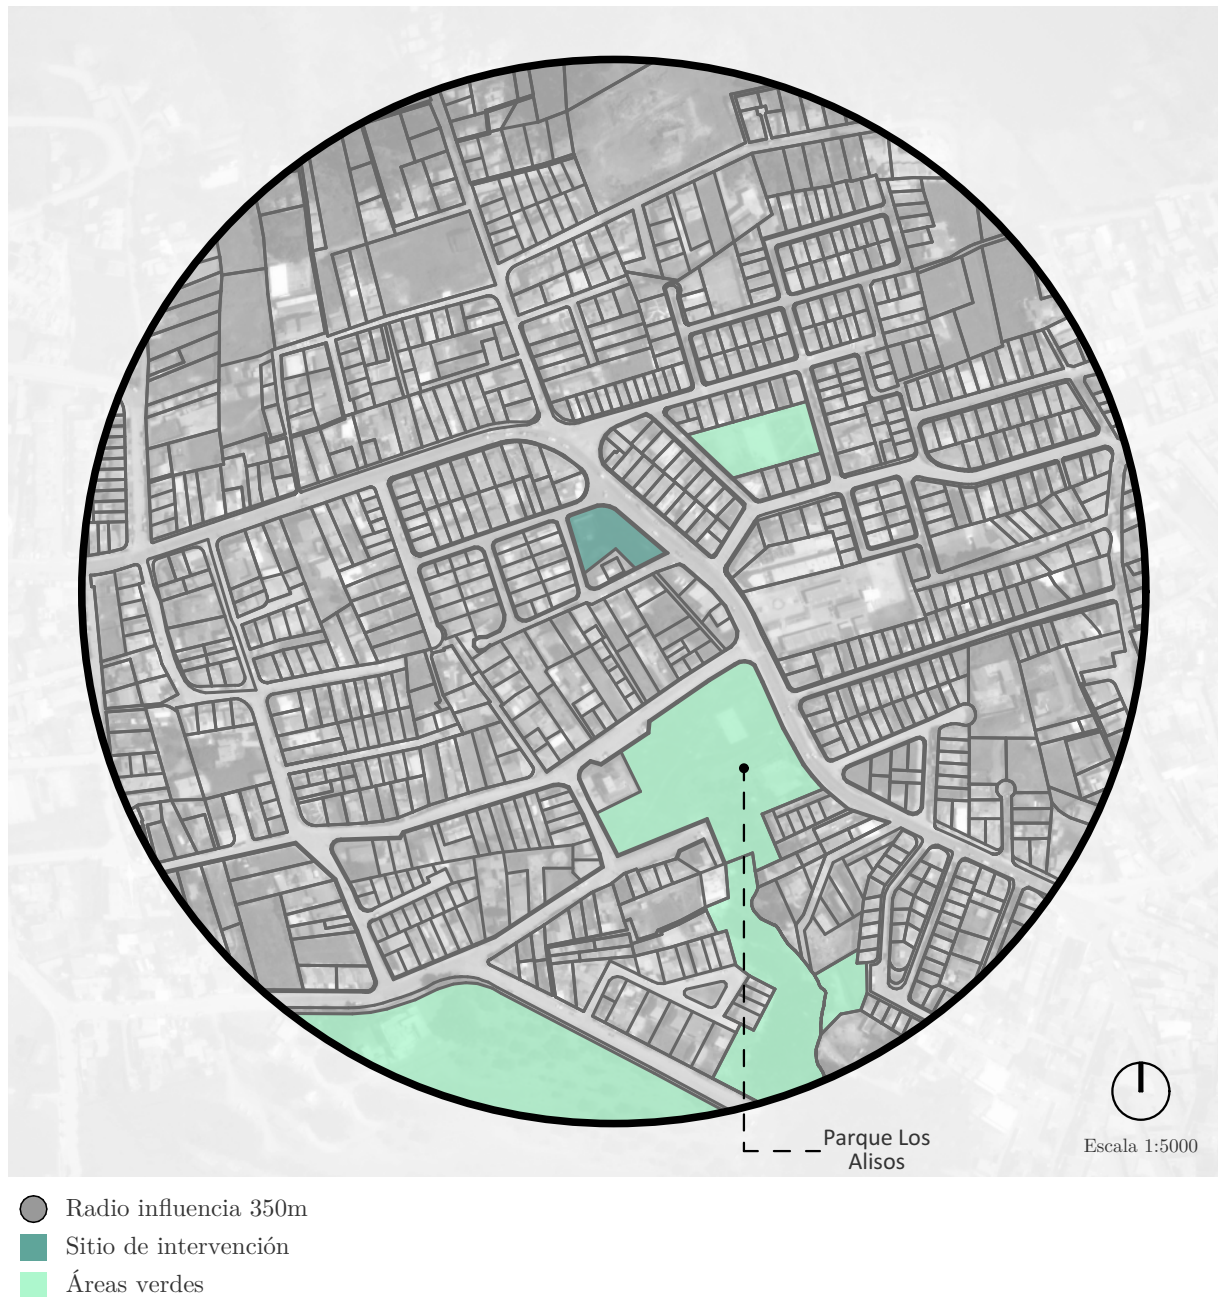 Parque Los
Alisos
Escala 1:5000
Radio influencia 350m
Sitio de intervención
Áreas verdes